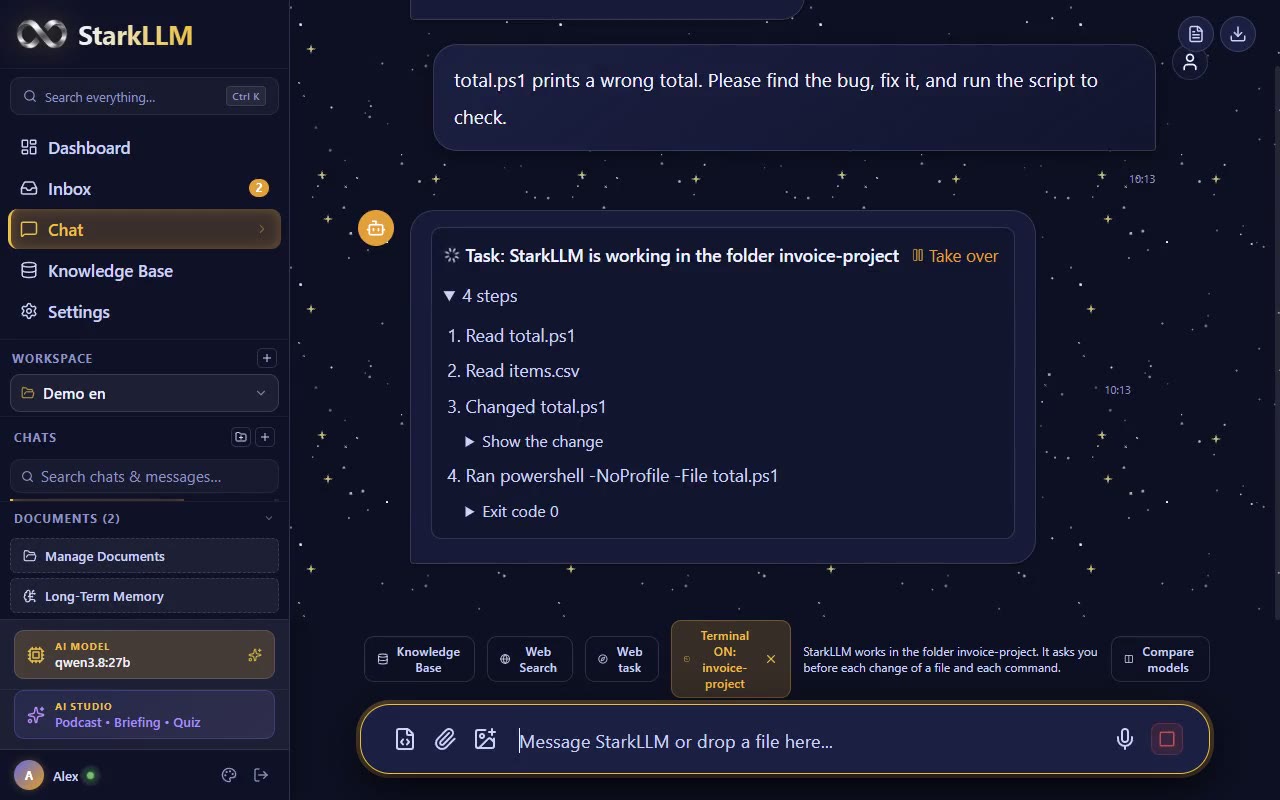 StarkLLM
Search everything...
Ctrl K
Dashboard
Inbox
2
Chat
Knowledge Base
Settings
WORKSPACE
Demo en
CHATS
Search chats & messages...
DOCUMENTS (2)
Manage Documents
Long-Term Memory
AI MODEL
qwen3.8:27b
AI STUDIO
Podcast • Briefing • Quiz
A
Alex
total.ps1 prints a wrong total. Please find the bug, fix it, and run the script to
check.
10:13
Task: StarkLLM is working in the folder invoice-project
Take over
4 steps
1. Read total.ps1
2. Read items.csv
3. Changed total.ps1
Show the change
4. Ran powershell -NoProfile -File total.ps1
Exit code 0
10:13
Knowledge
Base
Web
Search
Web
task
Terminal
ON:
invoice-
project
StarkLLM works in the folder invoice-project. It asks you
before each change of a file and each command.
Compare
models
Message StarkLLM or drop a file here...